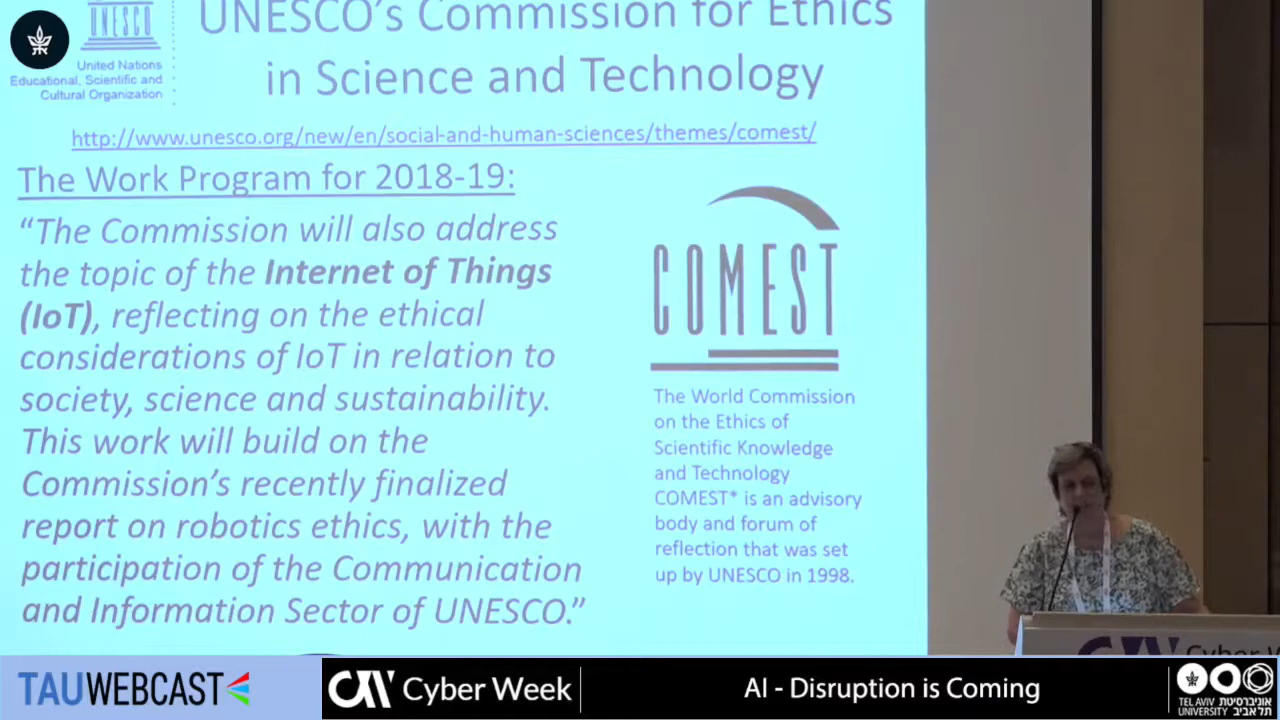 UNESCO
United Nations
Educational, Scientific and
Cultural Organization
UNESCO's Commission for Ethics
in Science and Technology
http://www.unesco.org/new/en/social-and-human-sciences/themes/comest/
The Work Program for 2018-19:
“The Commission will also address
the topic of the Internet of Things
(IoT), reflecting on the ethical
considerations of IoT in relation to
society, science and sustainability.
This work will build on the
Commission’s recently finalized
report on robotics ethics, with the
participation of the Communication
and Information Sector of UNESCO.”
COMEST
The World Commission
on the Ethics of
Scientific Knowledge
and Technology
COMEST* is an advisory
body and forum of
reflection that was set
up by UNESCO in 1998.
Cyber W
TAUWEBCAST
Cyber Week
AI - Disruption is Coming
TEL AVIV אוניברסיטת
UNIVERSITY תל אביב